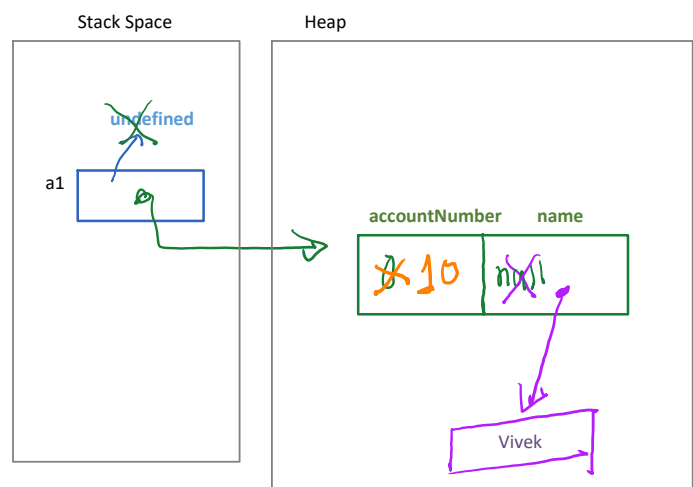 Stack Space
Heap
undefined
a1
accountNumber name
0 10 null
Vivek